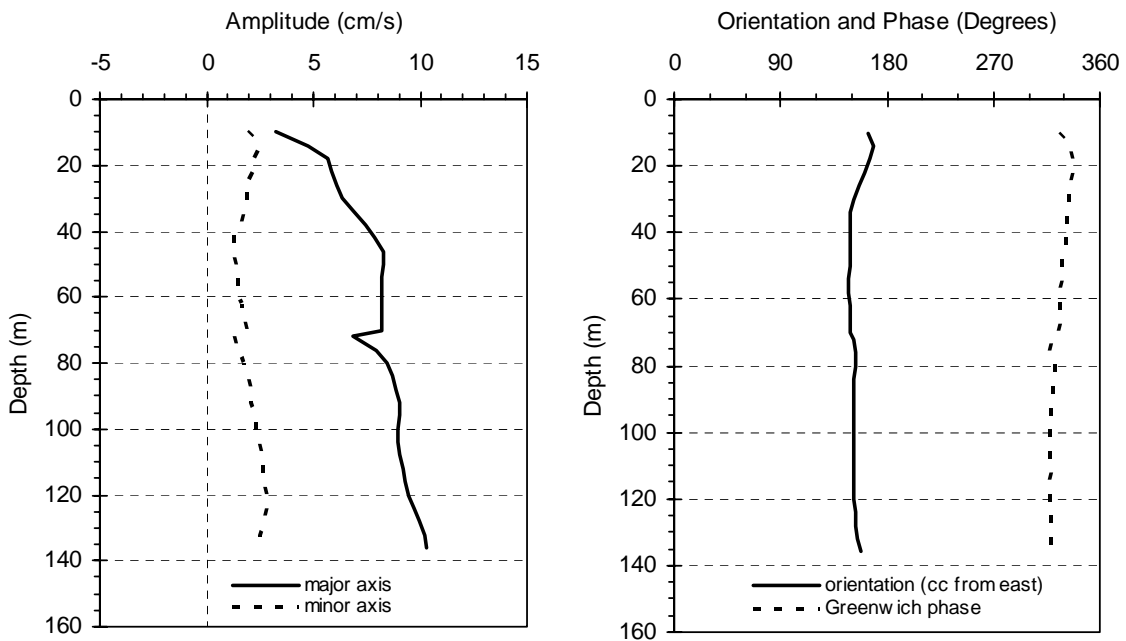 Amplitude (cm/s)
-5 0 5 10 15
0
20
40
60
80
100
120
140
160
Depth (m)
major axis
minor axis
Orientation and Phase (Degrees)
0 90 180 270 360
0
20
40
60
80
100
120
140
160
Depth (m)
orientation (cc from east)
Greenwich phase